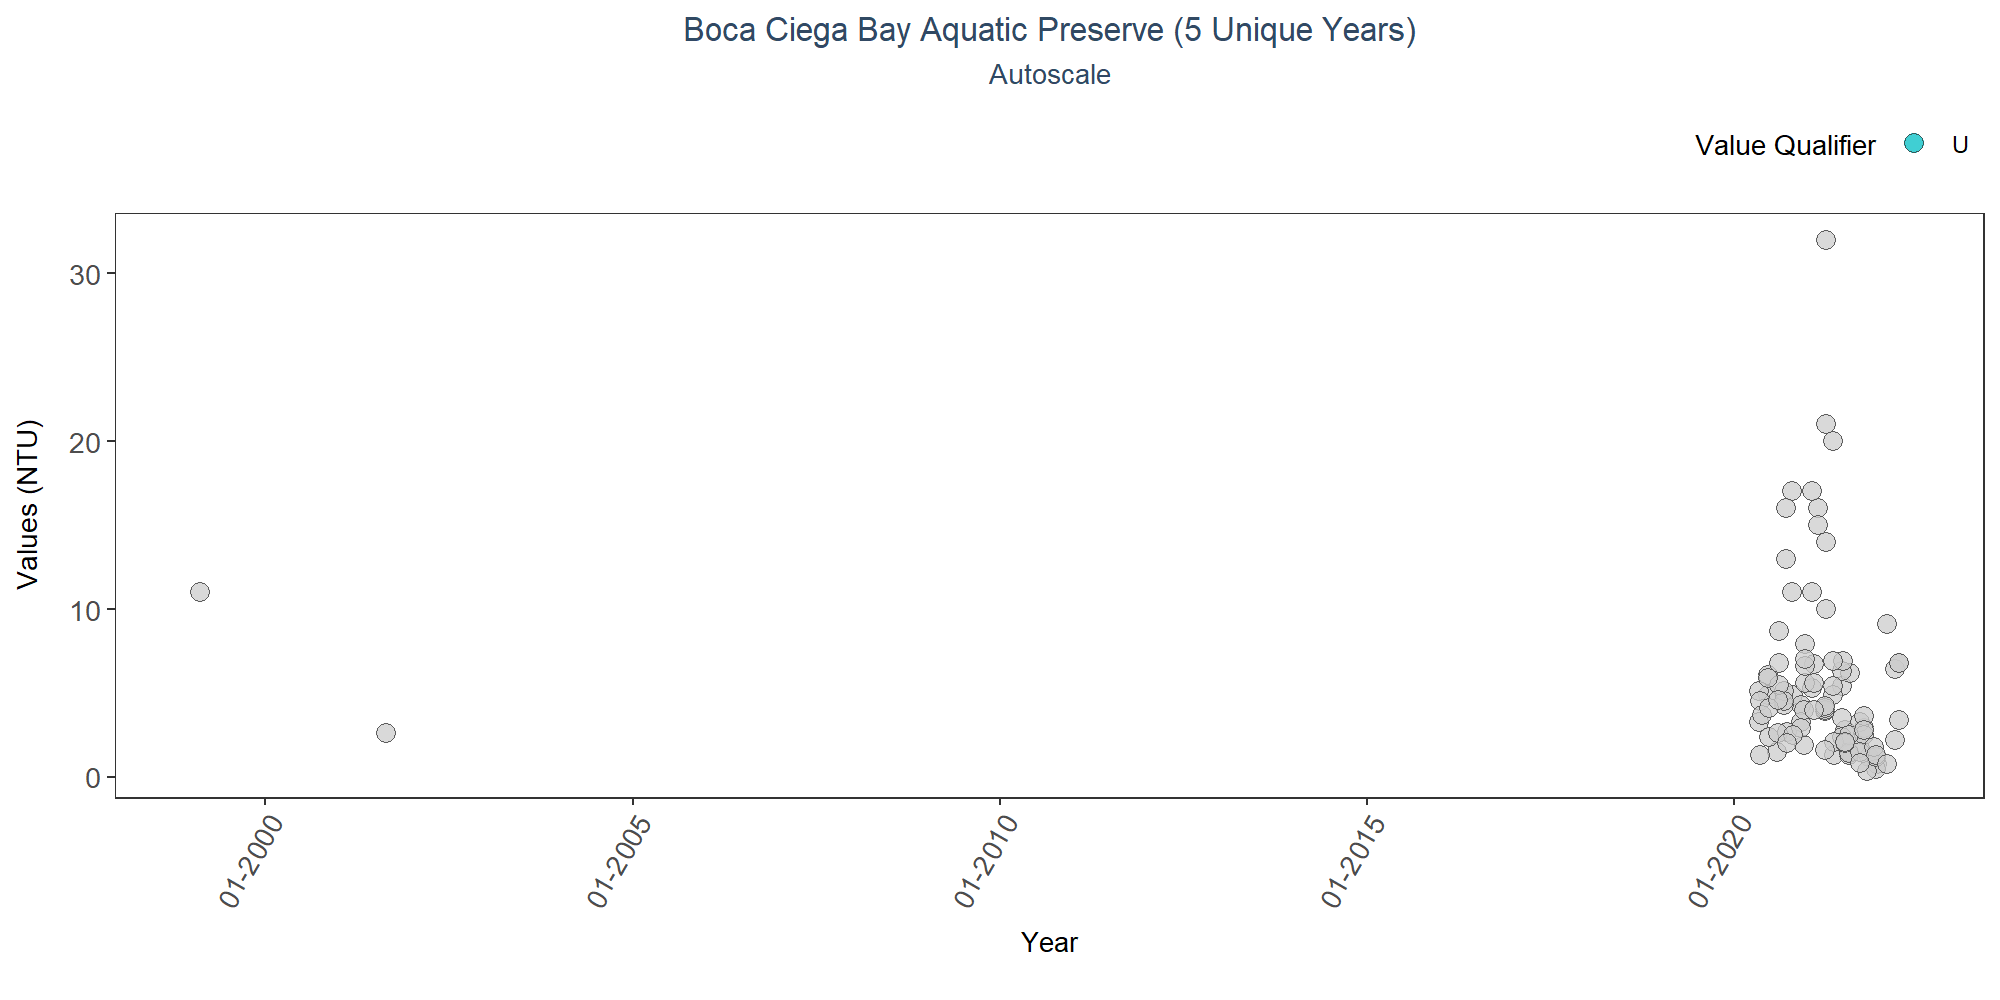 Boca Ciega Bay Aquatic Preserve (5 Unique Years)
Autoscale
Value Qualifier U
Values (NTU)
30
20
10
0
01-2000
01-2005
01-2010
01-2015
01-2020
Year